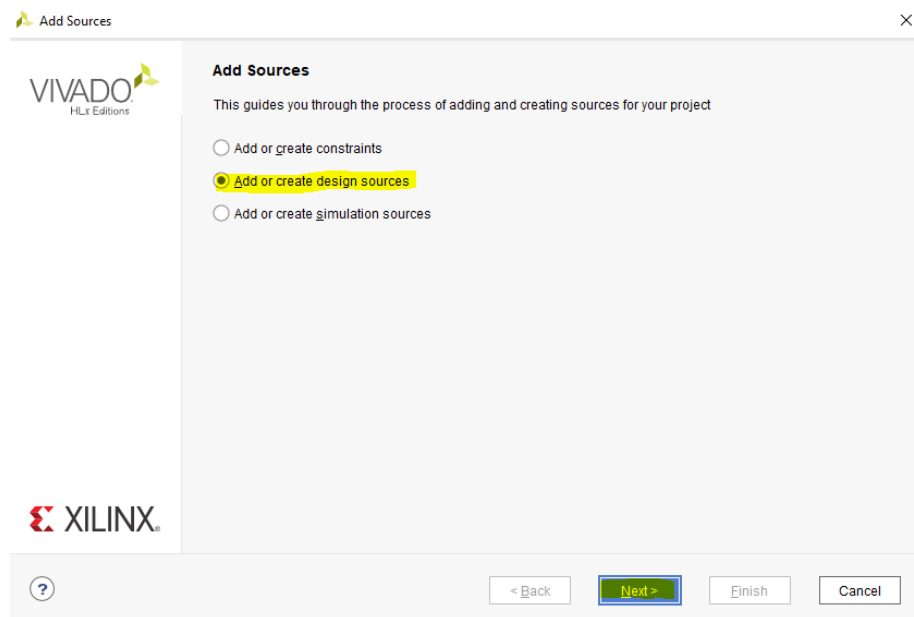 Add Sources
VIVADO.
HLx Editions
Add Sources
This guides you through the process of adding and creating sources for your project
Add or create constraints
Add or create design sources
Add or create simulation sources
XILINX®
?
< Back
Next >
Finish
Cancel